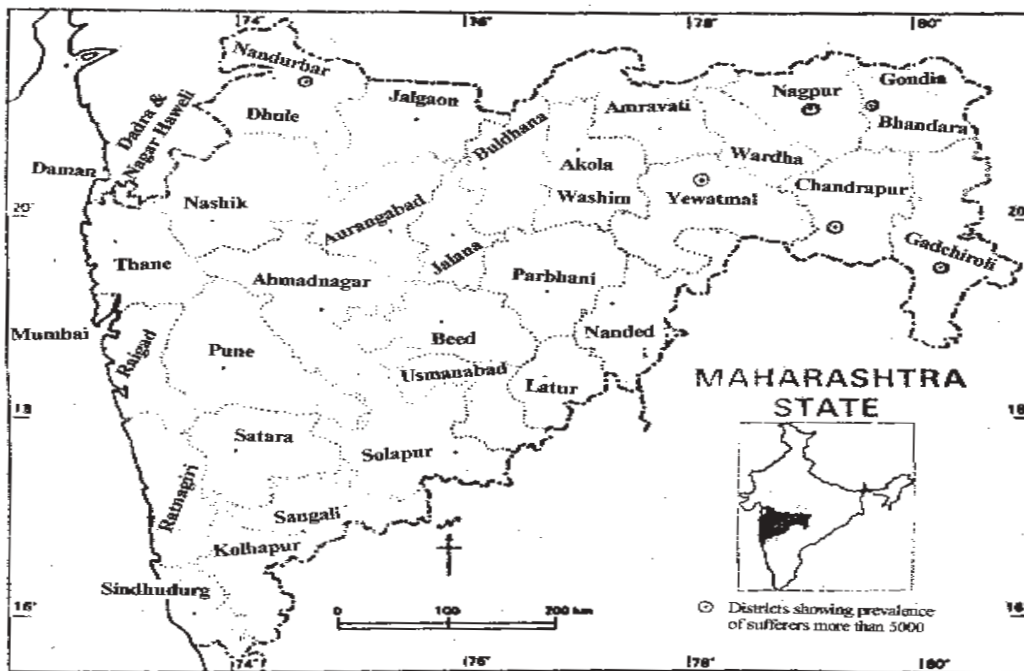 74°
76°
78°
80°
Nandurbar
Dhule
Jalgaon
Buldhana
Amravati
Nagpur
Gondia
Bhandara
Dadra &
Nagar Haweli
Daman
Akola
Wardha
Washim
Yewatmal
Chandrapur
Nashik
Aurangabad
20°
20
Gadchiroli
Thane
Ahmadnagar
Jalana
Parbhani
Mumbai
Raigad
Pune
Beed
Nanded
Usmanabad
Latur
MAHARASHTRA
STATE
18
18
Satara
Solapur
Ratnagiri
Sangali
Kolhapur
Sindhudurg
0 100 200 km
16°
16
Districts showing prevalence
of sufferers more than 5000
74°
76°
78°
80°